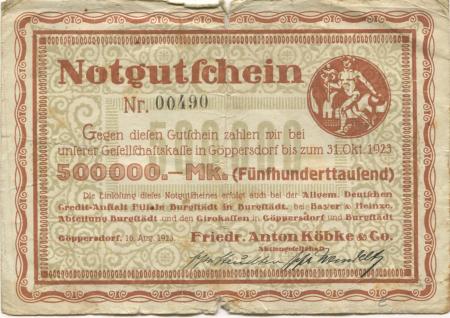 Notgutschein
Nr. 00490
Gegen diesen Gutschein zahlen wir bei
unserer Gesellschaftskasse in Göppersdorf bis zum 31. Okt. 1923
500000.–Mk. (Fünfhunderttausend)
Die Einlösung dieses Notgutscheines erfolgt auch bei der Allgem. Deutschen
Credit-Anstalt Filiale Burgstädt in Burgstädt, bei Bayer & Heinze,
Abteilung Burgstädt und den Girokassen in Göppersdorf und Burgstädt
Göppersdorf, 10. Aug. 1923. Friedr. Anton Köbke & Co.
Aktiengesellschaft